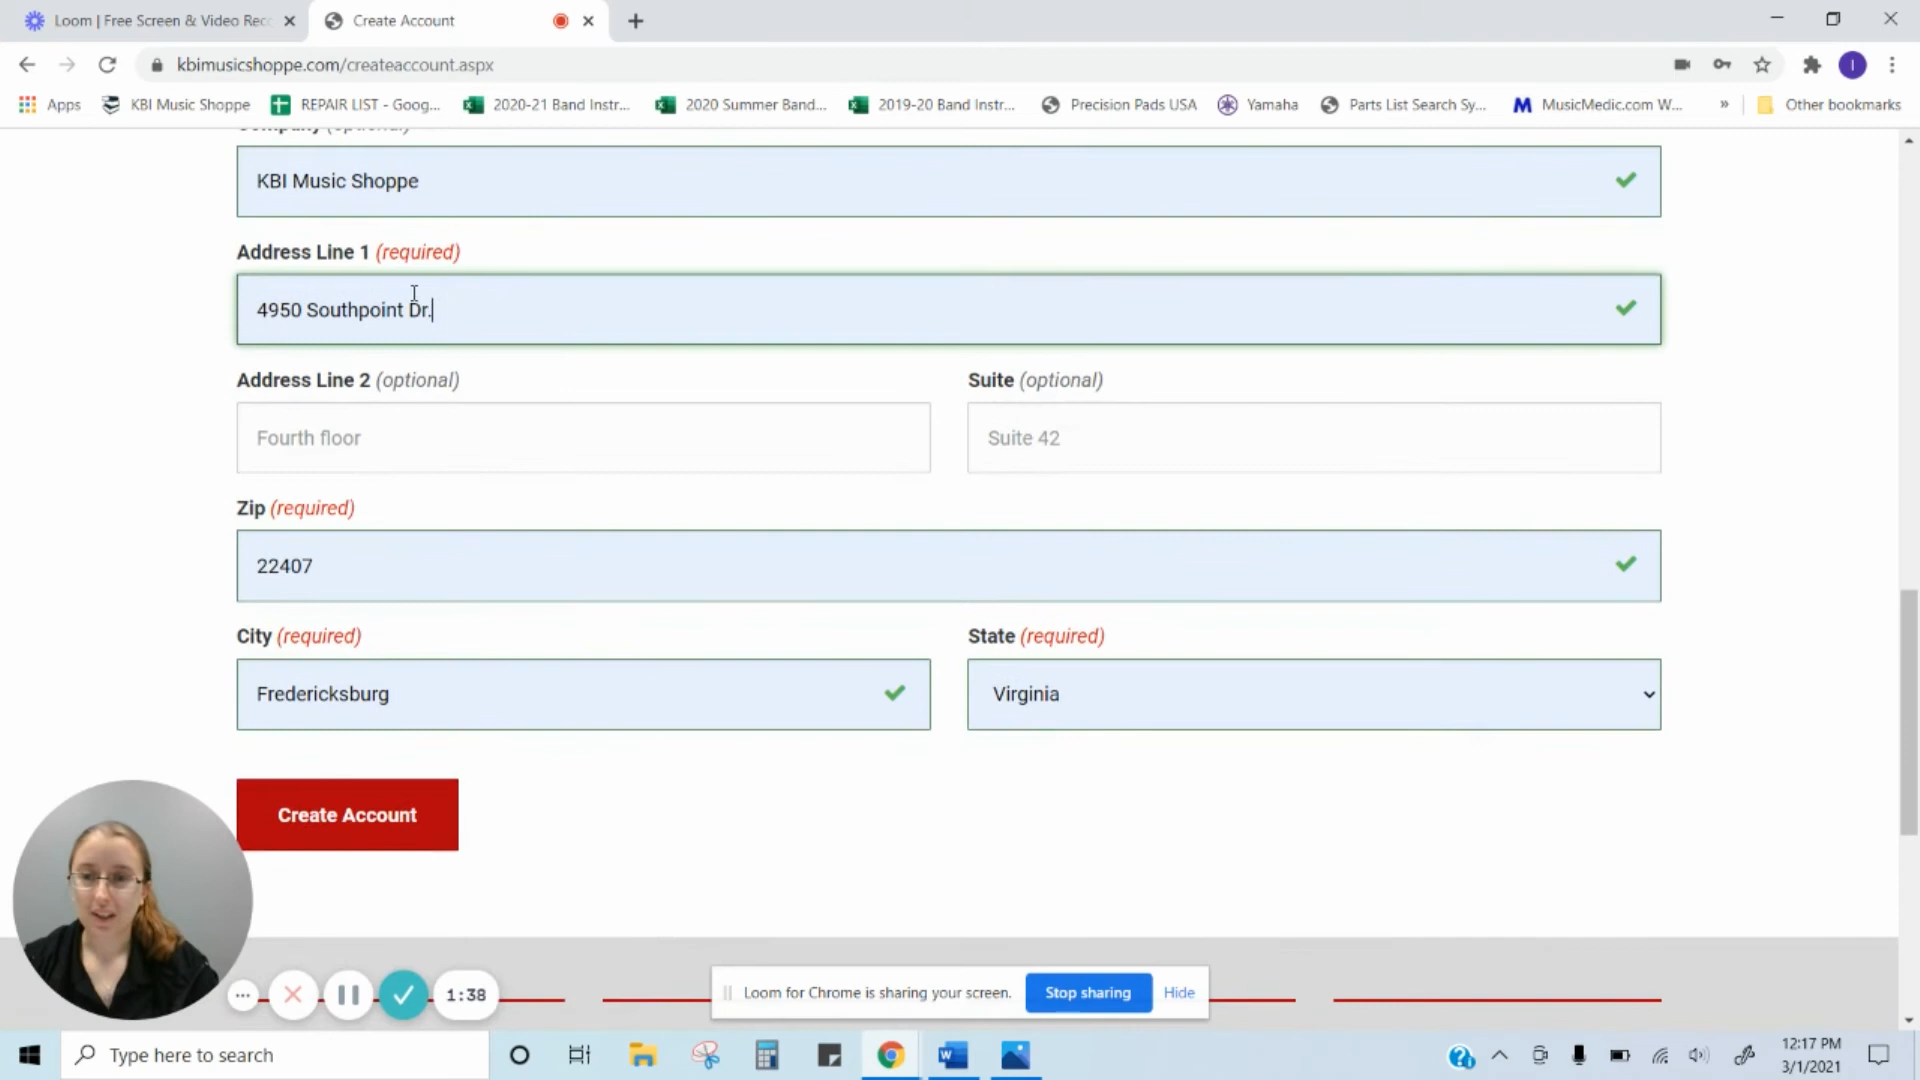 Loom | Free Screen & Video Rec
Create Account
kbimusicshoppe.com/createaccount.aspx
Apps
KBI Music Shoppe
REPAIR LIST - Goog...
2020-21 Band Instr...
2020 Summer Band...
2019-20 Band Instr...
Precision Pads USA
Yamaha
Parts List Search Sy...
MusicMedic.com W...
»
Other bookmarks
I
Company (optional)
KBI Music Shoppe
Address Line 1 (required)
4950 Southpoint Dr.
Address Line 2 (optional)
Suite (optional)
Fourth floor
Suite 42
Zip (required)
22407
City (required)
State (required)
Fredericksburg
Virginia
Create Account
1:38
Loom for Chrome is sharing your screen.
Stop sharing
Hide
Type here to search
12:17 PM
3/1/2021